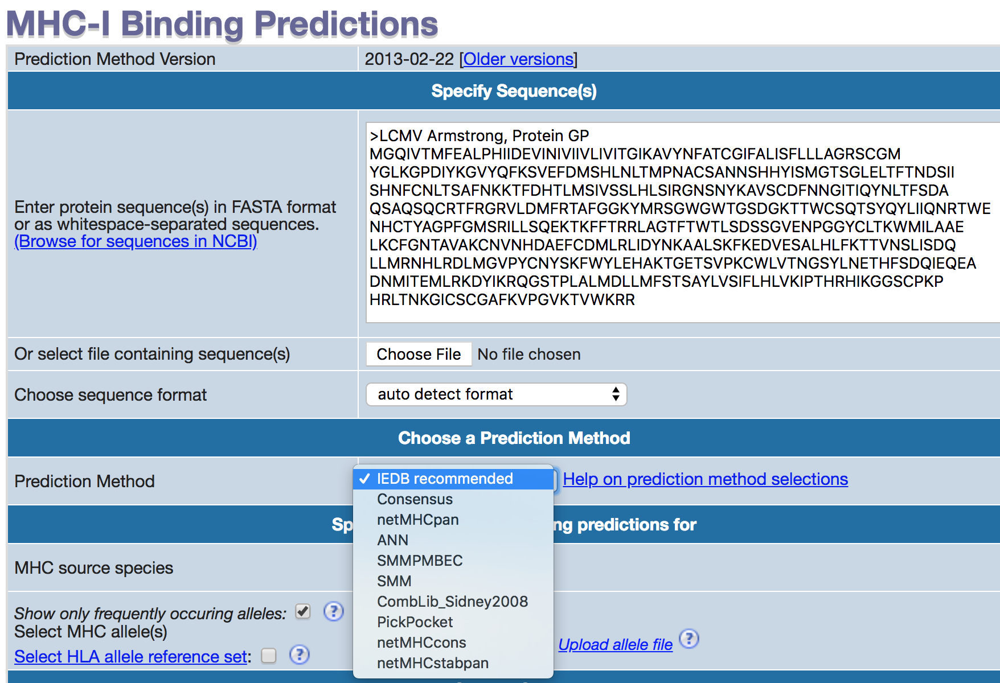 MHC-I Binding Predictions
Prediction Method Version
2013-02-22 [Older versions]
Specify Sequence(s)
Enter protein sequence(s) in FASTA format
or as whitespace-separated sequences.
(Browse for sequences in NCBI)
>LCMV Armstrong, Protein GP
MGQIVTMFEALPHIIDEVINIVIIVLIVITGIKAVYNFATCGIFALISFLLLAGRSCGM
YGLKGPDIYKGVYQFKSVEFDMSHLNLTMPNACSANNSHHYISMGTSGLELTFTNDSII
SHNFCNLTSAFNKKTFDHTLMSIVSSLHLSIRGNSNYKAVSCDFNNGITIQYNLTFSDA
QSAQSQCRTFRGRVLDMFRTAFGGKYMRSGWGWTGSDGKTTWCSQTSYQYLIIQNRTWE
NHCTYAGPFGMSRILLSQEKTKFFTRRLAGTFTWTLSDSSGVENPGGYCLTKWMILAAE
LKCFGNTAVAKCNVNHDAEFCDMLRLIDYNKAALSKFKEDVESALHLFKTTVNSLISDQ
LLMRNHLRDLMGVPYCNYSKFWYLEHAKTGETSVPKCWLVTNGSYLNETHFSDQIEQEA
DNMITEMLRKDYIKRQGSTPLALMDLLMFSTSAYLVSIFLHLVKIPTHRHIKGGSCPKP
HRLTNKGICSCGAFKVPGVKTVWKRR
Or select file containing sequence(s)
Choose File No file chosen
Choose sequence format
auto detect format
Choose a Prediction Method
Prediction Method
✓ IEDB recommended
Help on prediction method selections
Consensus
netMHCpan
ANN
SMMPMBEC
SMM
CombLib_Sidney2008
PickPocket
netMHCcons
netMHCstabpan
Sp
ng predictions for
MHC source species
Show only frequently occuring alleles:
Select MHC allele(s)
Select HLA allele reference set:
Upload allele file